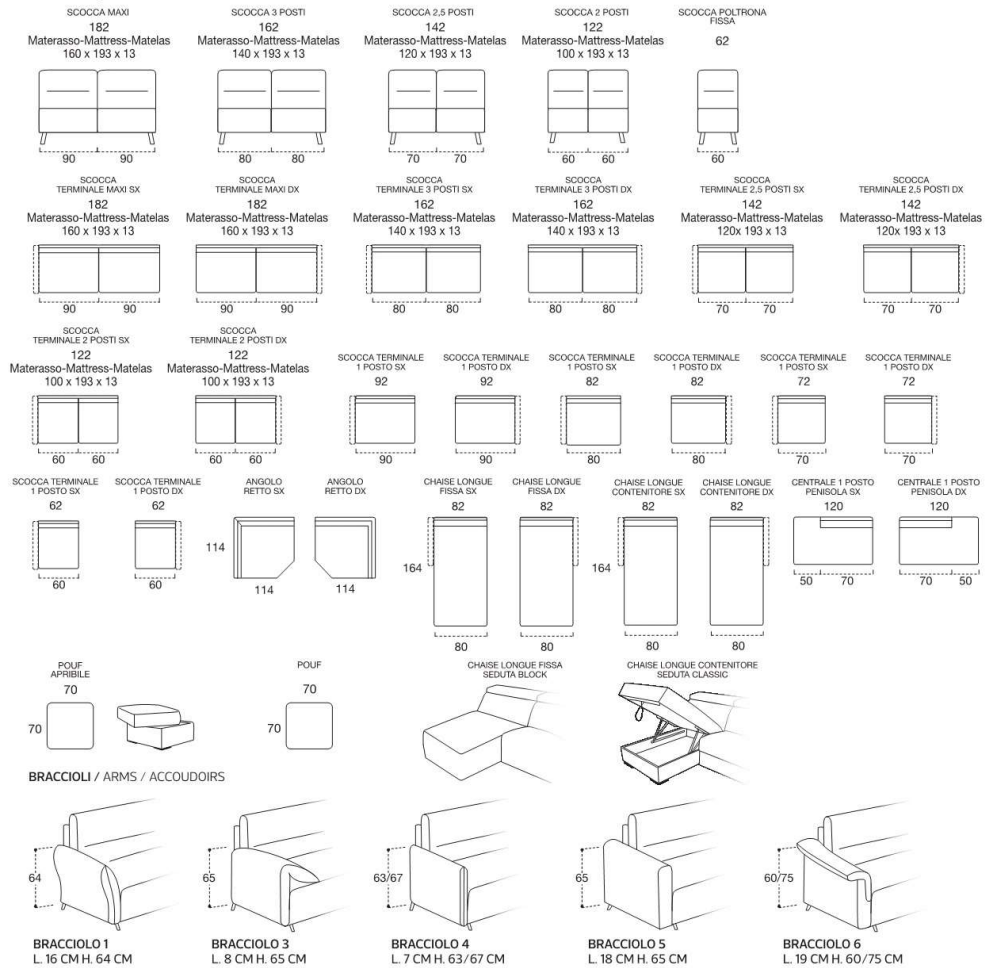 SCOCCA MAXI
182
Materasso-Mattress-Matelas
160 x 193 x 13
90 90
SCOCCA 3 POSTI
162
Materasso-Mattress-Matelas
140 x 193 x 13
80 80
SCOCCA 2,5 POSTI
142
Materasso-Mattress-Matelas
120 x 193 x 13
70 70
SCOCCA 2 POSTI
122
Materasso-Mattress-Matelas
100 x 193 x 13
60 60
SCOCCA POLTRONA
FISSA
62
60
SCOCCA
TERMINALE MAXI SX
182
Materasso-Mattress-Matelas
160 x 193 x 13
90 90
SCOCCA
TERMINALE MAXI DX
182
Materasso-Mattress-Matelas
160 x 193 x 13
90 90
SCOCCA
TERMINALE 3 POSTI SX
162
Materasso-Mattress-Matelas
140 x 193 x 13
80 80
SCOCCA
TERMINALE 3 POSTI DX
162
Materasso-Mattress-Matelas
140 x 193 x 13
80 80
SCOCCA
TERMINALE 2,5 POSTI SX
142
Materasso-Mattress-Matelas
120x 193 x 13
70 70
SCOCCA
TERMINALE 2,5 POSTI DX
142
Materasso-Mattress-Matelas
120x 193 x 13
70 70
SCOCCA
TERMINALE 2 POSTI SX
122
Materasso-Mattress-Matelas
100 x 193 x 13
60 60
SCOCCA
TERMINALE 2 POSTI DX
122
Materasso-Mattress-Matelas
100 x 193 x 13
60 60
SCOCCA TERMINALE
1 POSTO SX
92
90
SCOCCA TERMINALE
1 POSTO DX
92
90
SCOCCA TERMINALE
1 POSTO SX
82
80
SCOCCA TERMINALE
1 POSTO DX
82
80
SCOCCA TERMINALE
1 POSTO SX
72
70
SCOCCA TERMINALE
1 POSTO DX
72
70
SCOCCA TERMINALE
1 POSTO SX
62
60
SCOCCA TERMINALE
1 POSTO DX
62
60
ANGOLO
RETTO SX
114
114
ANGOLO
RETTO DX
114
CHAISE LONGUE
FISSA SX
82
164
80
CHAISE LONGUE
FISSA DX
82
80
CHAISE LONGUE
CONTENITORE SX
82
164
80
CHAISE LONGUE
CONTENITORE DX
82
80
CENTRALE 1 POSTO
PENISOLA SX
120
50 70
CENTRALE 1 POSTO
PENISOLA DX
120
70 50
POUF
APRIBILE
70
70
POUF
70
70
CHAISE LONGUE FISSA
SEDUTA BLOCK
CHAISE LONGUE CONTENITORE
SEDUTA CLASSIC
BRACCIOLI / ARMS / ACCOUDOIRS
64
BRACCIOLO 1
L. 16 CM H. 64 CM
65
BRACCIOLO 3
L. 8 CM H. 65 CM
63/67
BRACCIOLO 4
L. 7 CM H. 63/67 CM
65
BRACCIOLO 5
L. 18 CM H. 65 CM
60/75
BRACCIOLO 6
L. 19 CM H. 60/75 CM